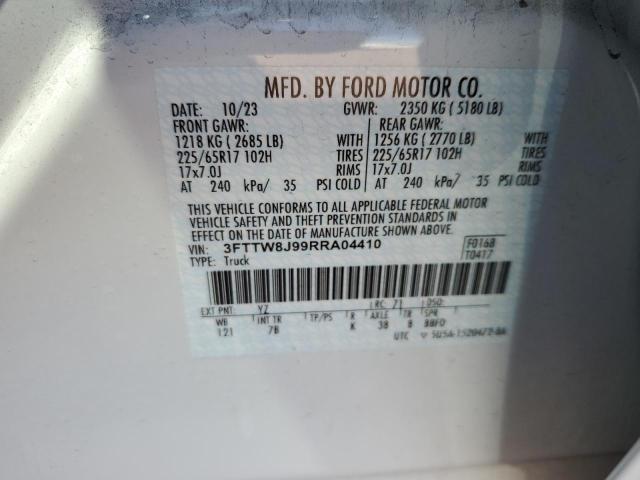 MFD. BY FORD MOTOR CO.
DATE: 10/23 GVWR: 2350 KG ( 5180 LB)
FRONT GAWR: REAR GAWR:
1218 KG ( 2685 LB) WITH 1256 KG ( 2770 LB) WITH
225/65R17 102H TIRES 225/65R17 102H TIRES
17x7.0J RIMS 17x7.0J RIMS
AT 240 kPa/ 35 PSI COLD AT 240 kPa/ 35 PSI COLD
THIS VEHICLE CONFORMS TO ALL APPLICABLE FEDERAL MOTOR
VEHICLE SAFETY AND THEFT PREVENTION STANDARDS IN
EFFECT ON THE DATE OF MANUFACTURE SHOWN ABOVE.
VIN: 3FTTW8J99RRA04410 F0168
TYPE: Truck T0417
EXT PNT: YZ RC: 71 DSO:
WB INT TR TP/PS R AXLE TR SPR
121 7B K 38 8
UTC